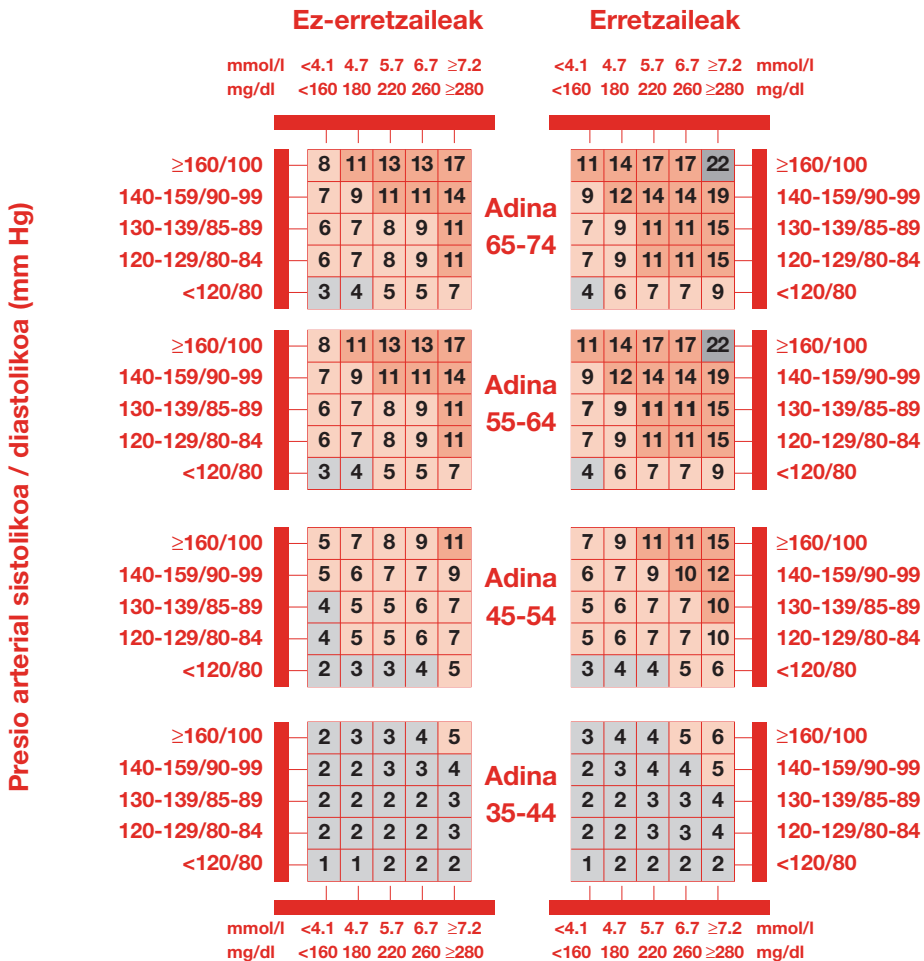 Ez-erretzaileak Erretzaileak
mmol/l <4.1 4.7 5.7 6.7 ≥7.2 <4.1 4.7 5.7 6.7 ≥7.2 mmol/l
mg/dl <160 180 220 260 ≥280 <160 180 220 260 ≥280 mg/dl
Presio arterial sistolikoa / diastolikoa (mm Hg)
≥160/100 8 11 13 13 17 11 14 17 17 22 ≥160/100
140-159/90-99 7 9 11 11 14 9 12 14 14 19 140-159/90-99
Adina
130-139/85-89 6 7 8 9 11 7 9 11 11 15 130-139/85-89
65-74
120-129/80-84 6 7 8 9 11 7 9 11 11 15 120-129/80-84
<120/80 3 4 5 5 7 4 6 7 7 9 <120/80
≥160/100 8 11 13 13 17 11 14 17 17 22 ≥160/100
140-159/90-99 7 9 11 11 14 9 12 14 14 19 140-159/90-99
Adina
130-139/85-89 6 7 8 9 11 7 9 11 11 15 130-139/85-89
55-64
120-129/80-84 6 7 8 9 11 7 9 11 11 15 120-129/80-84
<120/80 3 4 5 5 7 4 6 7 7 9 <120/80
≥160/100 5 7 8 9 11 7 9 11 11 15 ≥160/100
140-159/90-99 5 6 7 7 9 6 7 9 10 12 140-159/90-99
Adina
130-139/85-89 4 5 5 6 7 5 6 7 7 10 130-139/85-89
45-54
120-129/80-84 4 5 5 6 7 5 6 7 7 10 120-129/80-84
<120/80 2 3 3 4 5 3 4 4 5 6 <120/80
≥160/100 2 3 3 4 5 3 4 4 5 6 ≥160/100
140-159/90-99 2 2 3 3 4 2 3 4 4 5 140-159/90-99
Adina
130-139/85-89 2 2 2 2 3 2 2 3 3 4 130-139/85-89
35-44
120-129/80-84 2 2 2 2 3 2 2 3 3 4 120-129/80-84
<120/80 1 1 2 2 2 1 2 2 2 2 <120/80
mmol/l <4.1 4.7 5.7 6.7 ≥7.2 <4.1 4.7 5.7 6.7 ≥7.2 mmol/l
mg/dl <160 180 220 260 ≥280 <160 180 220 260 ≥280 mg/dl